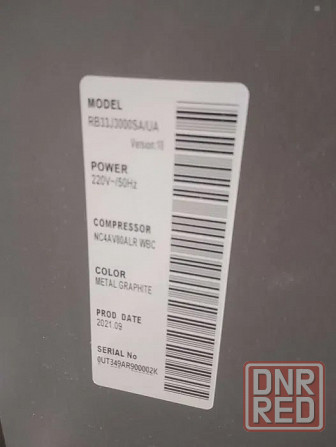 MODEL
RB33J3000SA/UA
Version:10
POWER
220V~/50Hz
COMPRESSOR
NC4AV80ALR WBC
COLOR
METAL GRAPHITE
PROD DATE
2021.09
SERIAL No
0UT349AR900002K
DNR
RED